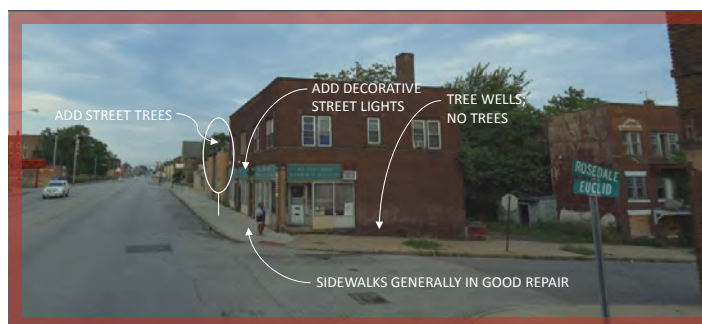 ADD STREET TREES
ADD DECORATIVE
STREET LIGHTS
TREE WELLS,
NO TREES
ROSEDALE
EUCLID
SIDEWALKS GENERALLY IN GOOD REPAIR